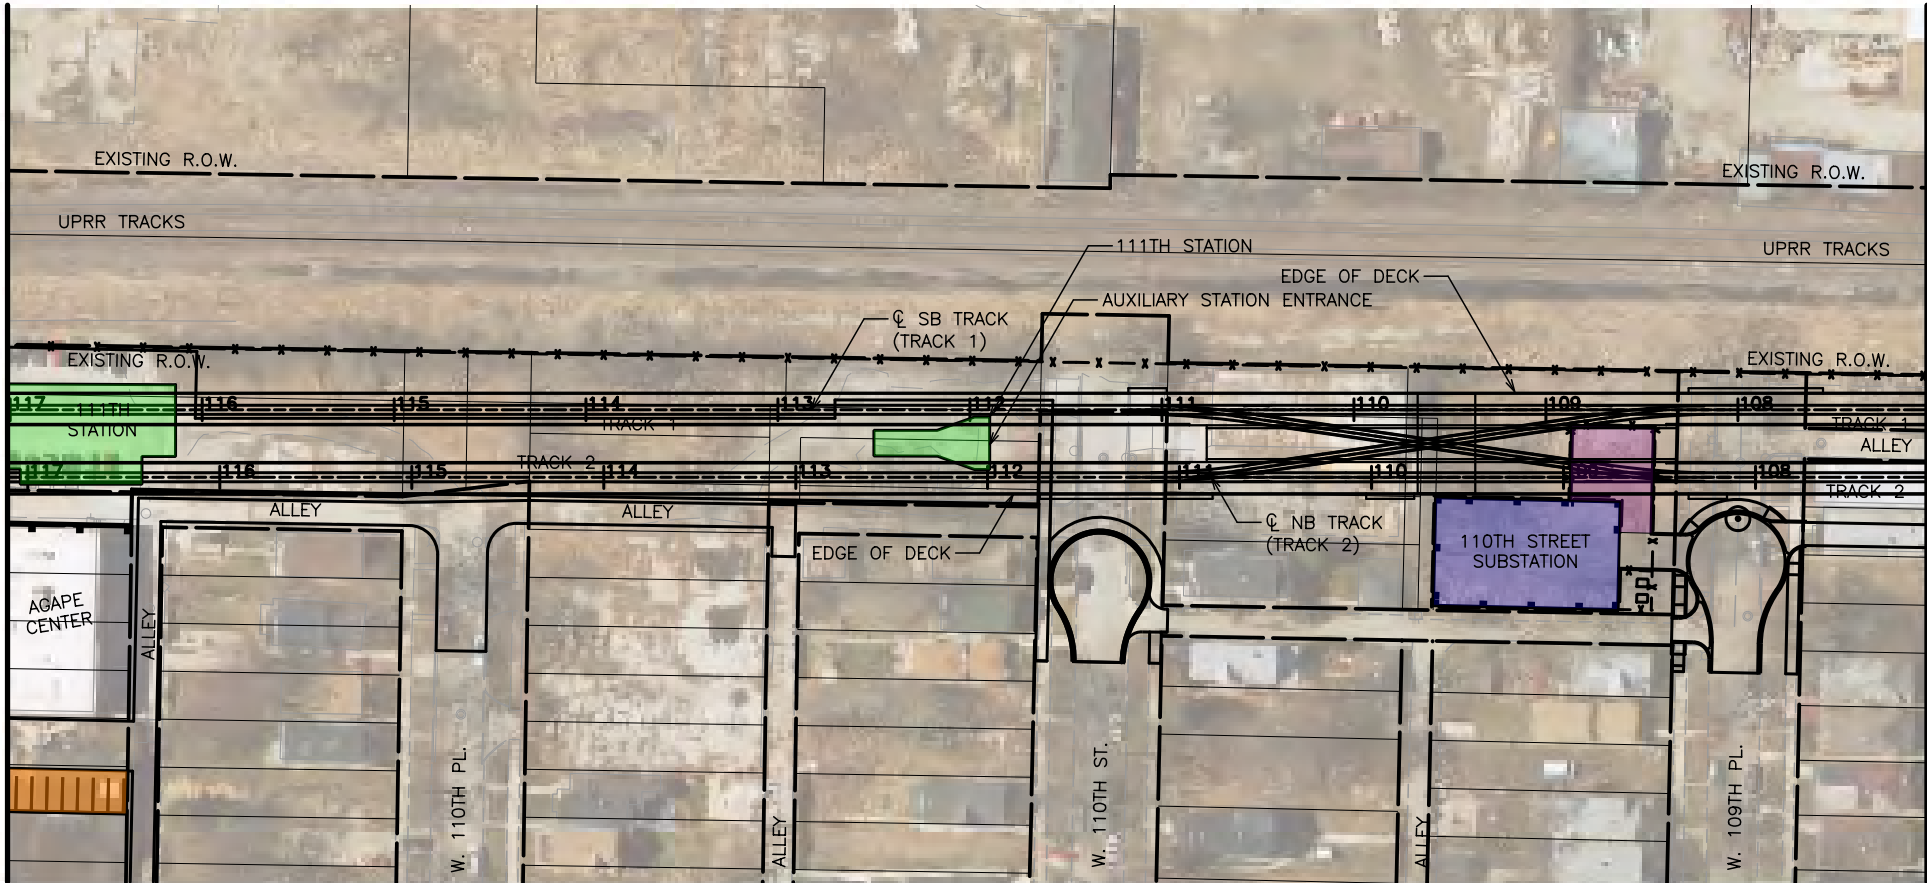 EXISTING R.O.W.
EXISTING R.O.W.
UPRR TRACKS
UPRR TRACKS
111TH STATION
EDGE OF DECK
AUXILIARY STATION ENTRANCE
℄ SB TRACK
(TRACK 1)
EXISTING R.O.W.
EXISTING R.O.W.
117
116
115
114
113
112
111
110
109
108
111TH
STATION
TRACK 1
TRACK 1
ALLEY
TRACK 2
117
116
115
114
113
112
111
110
109
108
TRACK 2
ALLEY
ALLEY
℄ NB TRACK
(TRACK 2)
EDGE OF DECK
110TH STREET
SUBSTATION
AGAPE
CENTER
ALLEY
W. 110TH PL.
ALLEY
W. 110TH ST.
ALLEY
W. 109TH PL.